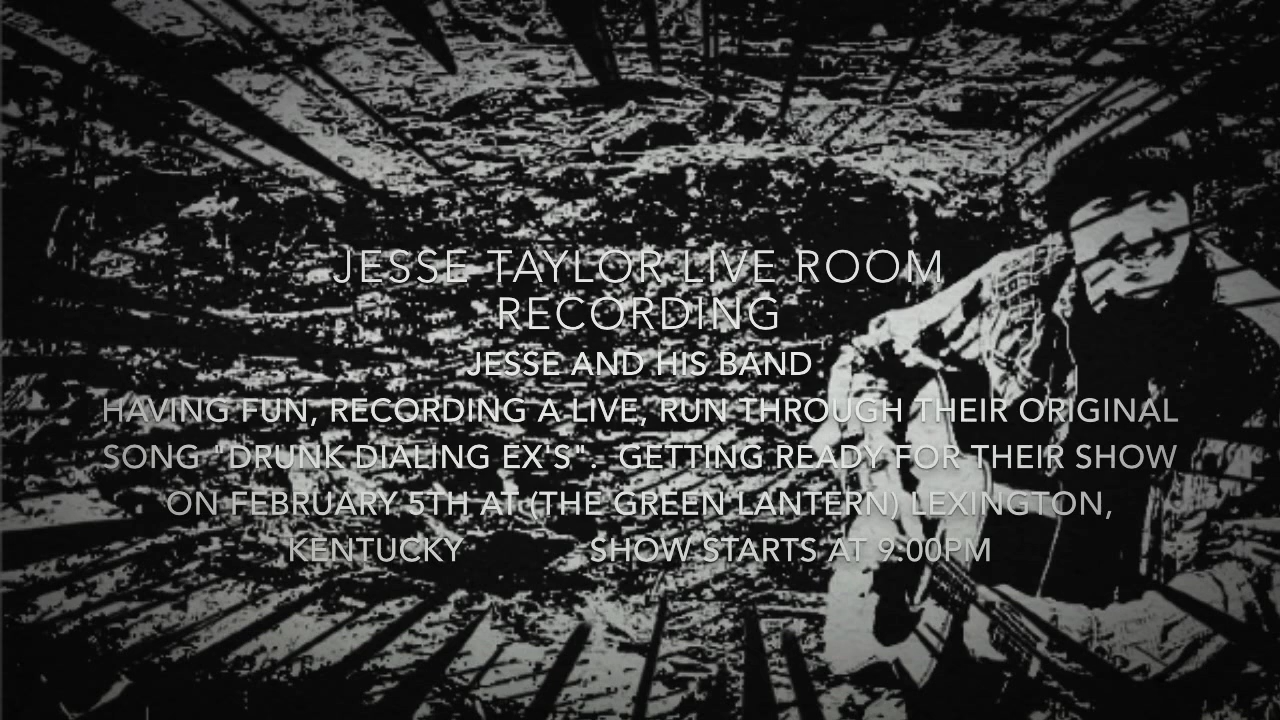 JESSE TAYLOR LIVE ROOM
RECORDING
JESSE AND HIS BAND
HAVING FUN, RECORDING A LIVE, RUN THROUGH THEIR ORIGINAL
SONG "DRUNK DIALING EX'S".  GETTING READY FOR THEIR SHOW
ON FEBRUARY 5TH AT (THE GREEN LANTERN) LEXINGTON,
KENTUCKY SHOW STARTS AT 9:00PM